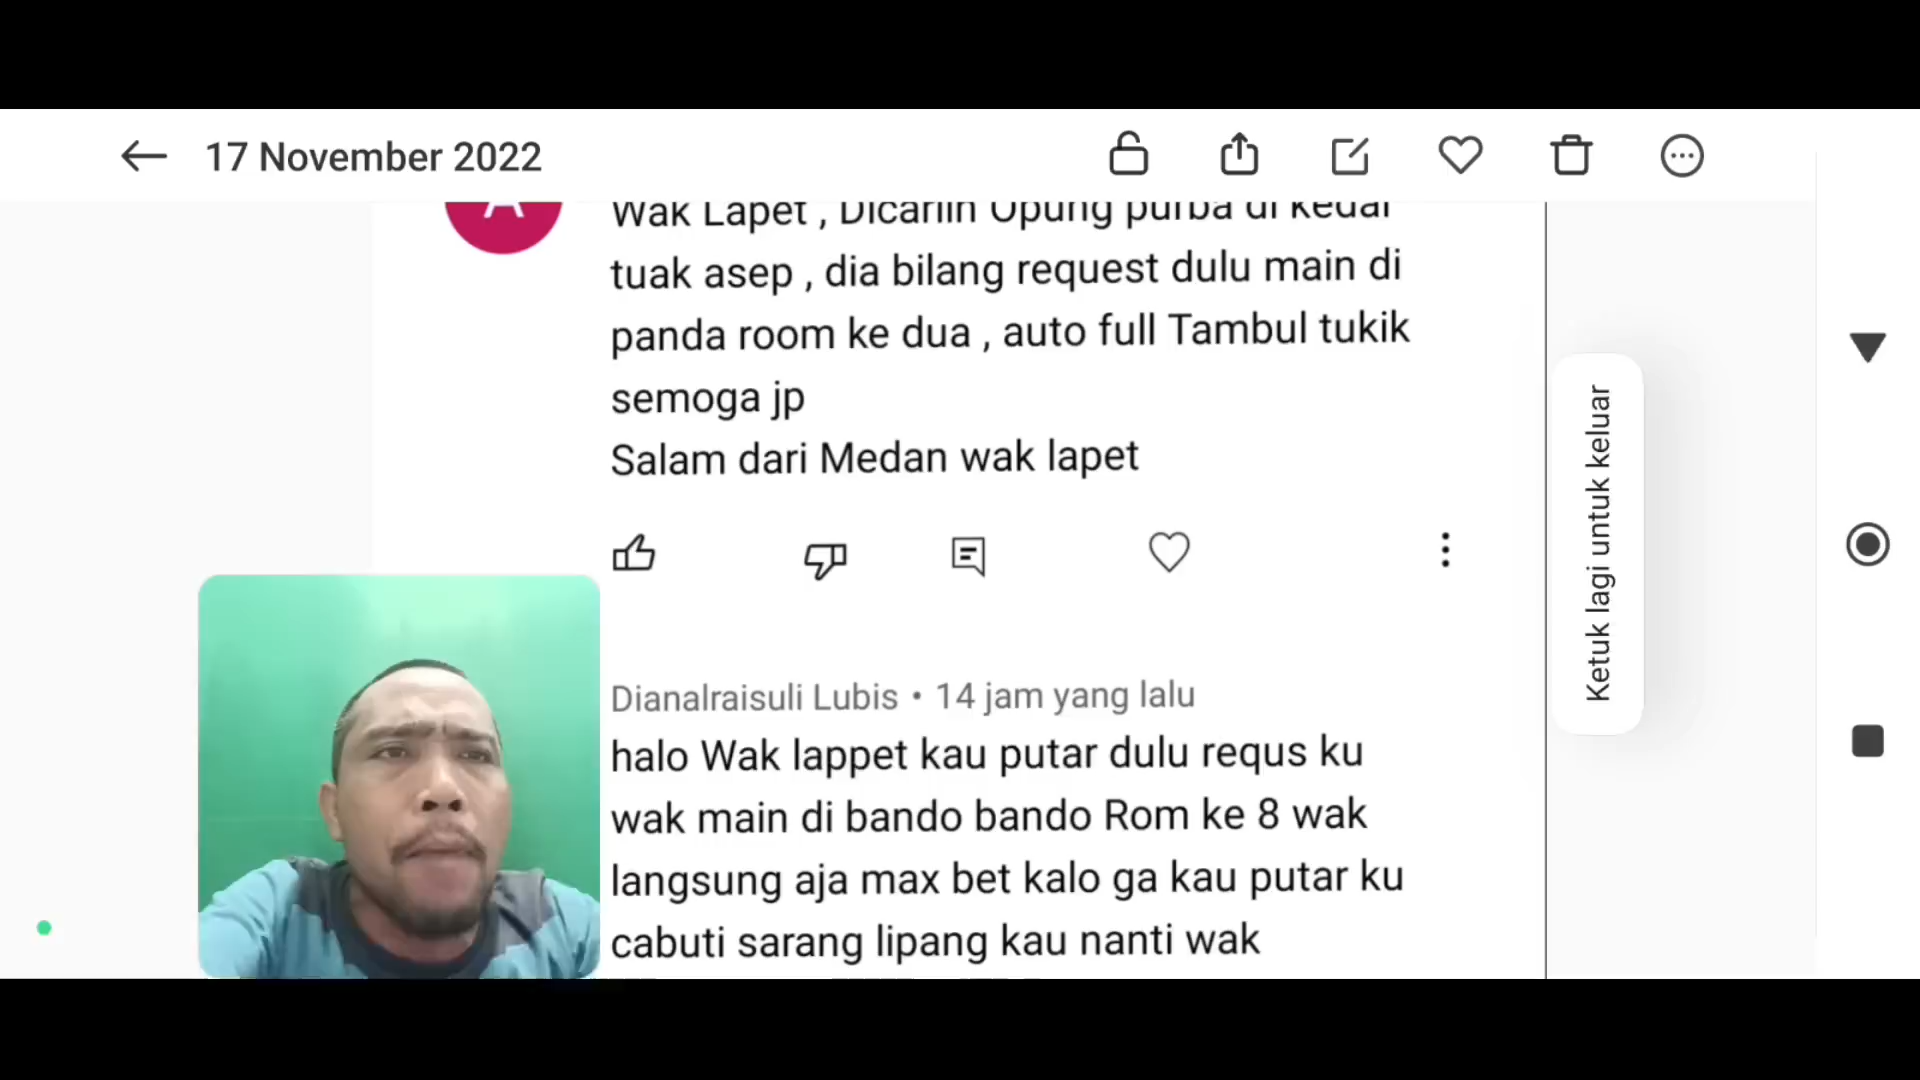 17 November 2022
Wak Lapet , Dicariin Opung purba di kedai
tuak asep , dia bilang request dulu main di
panda room ke dua , auto full Tambul tukik
semoga jp
Salam dari Medan wak lapet
Dianalraisuli Lubis • 14 jam yang lalu
halo Wak lappet kau putar dulu requs ku
wak main di bando bando Rom ke 8 wak
langsung aja max bet kalo ga kau putar ku
cabuti sarang lipang kau nanti wak
Ketuk lagi untuk keluar